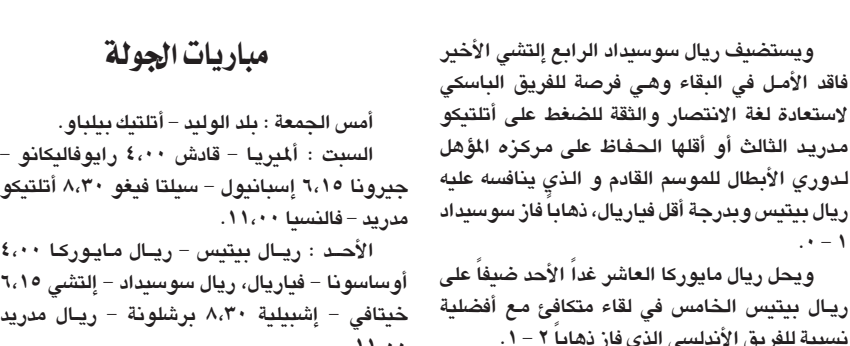 ويستضيف ريال سوسيداد الرابع إلتشي الأخير
فاقد الأمل في البقاء وهي فرصة للفريق الباسكي
لاستعادة لغة الانتصار والثقة للضغط على أتلتيكو
مدريد الثالث أو أقلها الحفاظ على مركزه المؤهل
لدوري الأبطال للموسم القادم و الذي ينافسه عليه
ريال بيتيس وبدرجة أقل فياريال، ذهاباً فاز سوسيداد
١ – ٠.
ويحل ريال مايوركا العاشر غداً الأحد ضيفاً على
ريال بيتيس الخامس في لقاء متكافئ مع أفضلية
نسبية للفريق الأندلسي الذي فاز ذهاباً ٢ – ١.
مباريات الجولة
أمس الجمعة : بلد الوليد – أتلتيك بيلباو.
السبت : ألميريا – قادش ٤,٠٠ رايوفاليكانو –
جيرونا ٦,١٥ إسبانيول – سيلتا فيغو ٨,٣٠ أتلتيكو
مدريد – فالنسيا ١١,٠٠.
الأحد : ريال بيتيس – ريال مايوركا ٤,٠٠
أوساسونا – فياريال، ريال سوسيداد – إلتشي ٦,١٥
خيتافي – إشبيلية ٨,٣٠ برشلونة – ريال مدريد